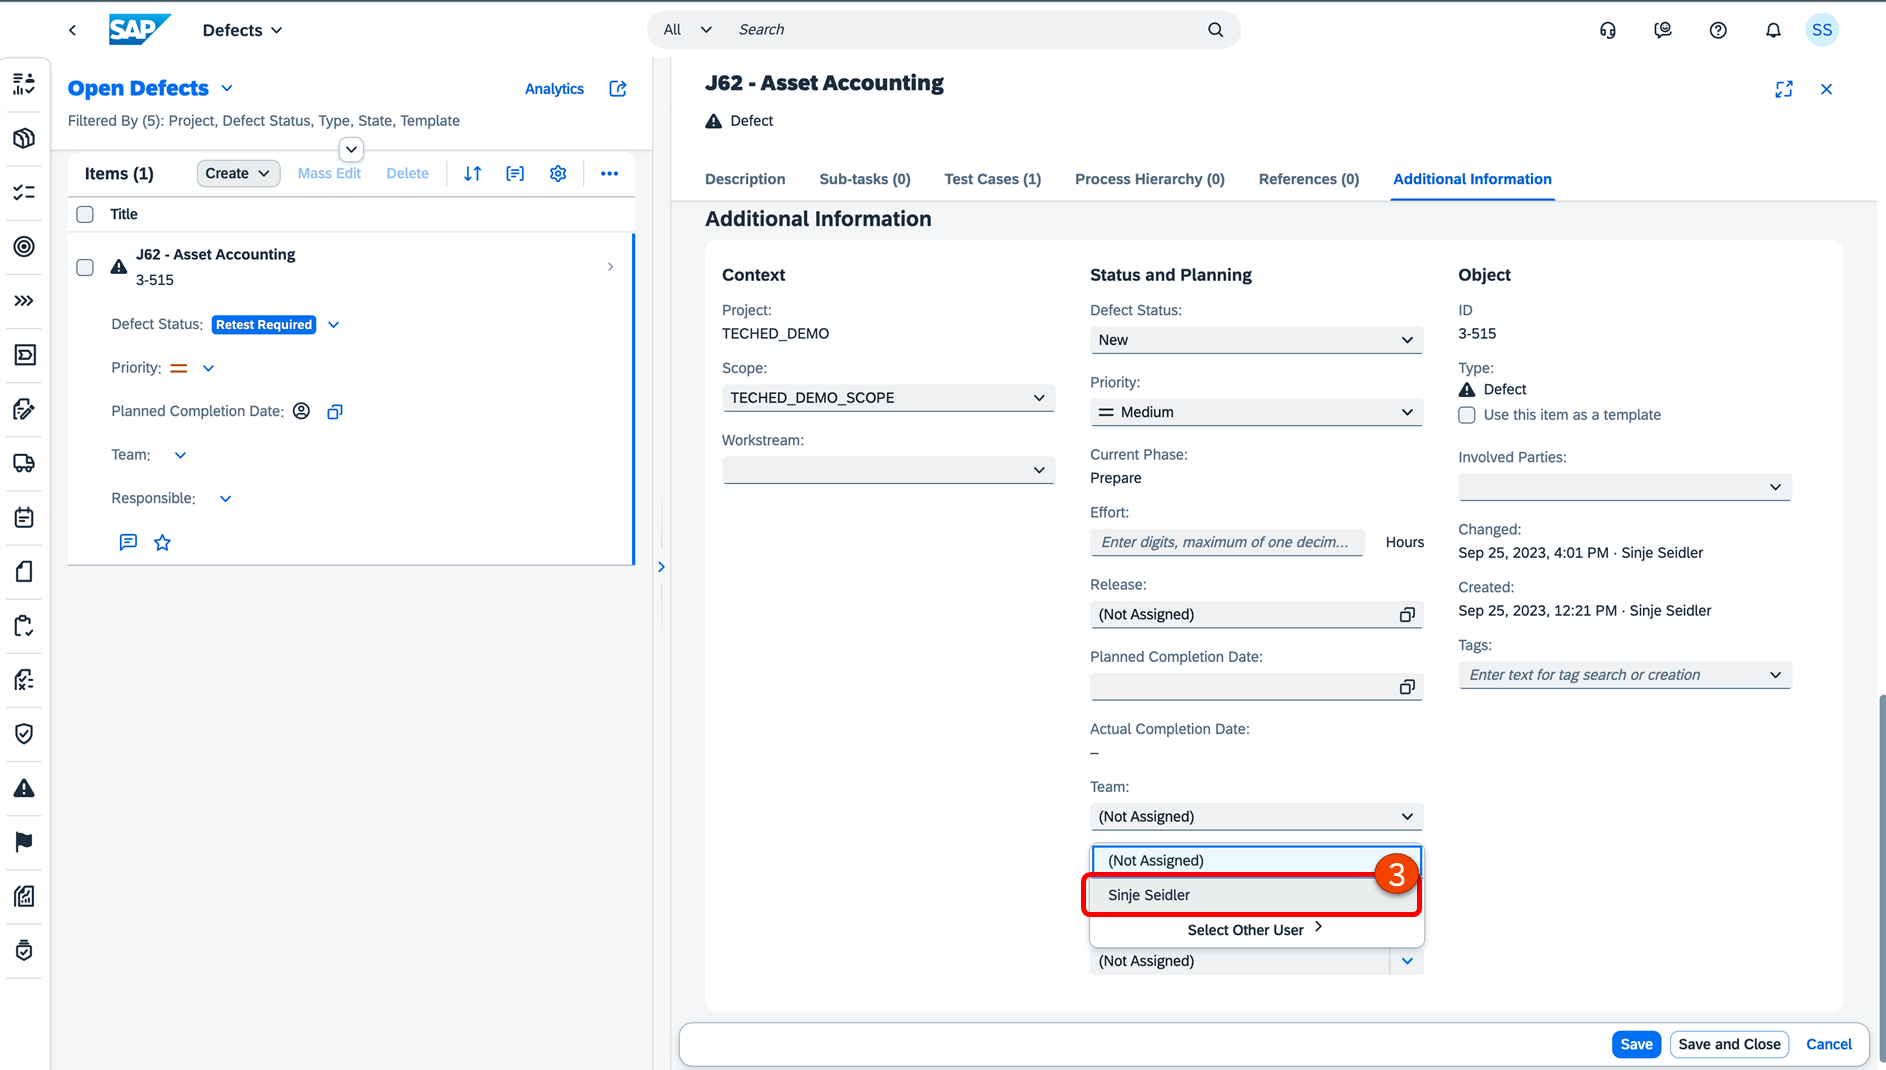 SAP
Defects
All
Search
SS
Open Defects
Analytics
Filtered By (5): Project, Defect Status, Type, State, Template
Items (1)
Create
Mass Edit
Delete
Title
J62 - Asset Accounting
3-515
Defect Status:
Retest Required
Priority:
Planned Completion Date:
Team:
Responsible:
J62 - Asset Accounting
Defect
Description
Sub-tasks (0)
Test Cases (1)
Process Hierarchy (0)
References (0)
Additional Information
Additional Information
Context
Project:
TECHED_DEMO
Scope:
TECHED_DEMO_SCOPE
Workstream:
Status and Planning
Defect Status:
New
Priority:
Medium
Current Phase:
Prepare
Effort:
Enter digits, maximum of one decim...
Hours
Release:
(Not Assigned)
Planned Completion Date:
Actual Completion Date:
–
Team:
(Not Assigned)
(Not Assigned)
3
Sinje Seidler
Select Other User
(Not Assigned)
Object
ID
3-515
Type:
Defect
Use this item as a template
Involved Parties:
Changed:
Sep 25, 2023, 4:01 PM · Sinje Seidler
Created:
Sep 25, 2023, 12:21 PM · Sinje Seidler
Tags:
Enter text for tag search or creation
Save
Save and Close
Cancel